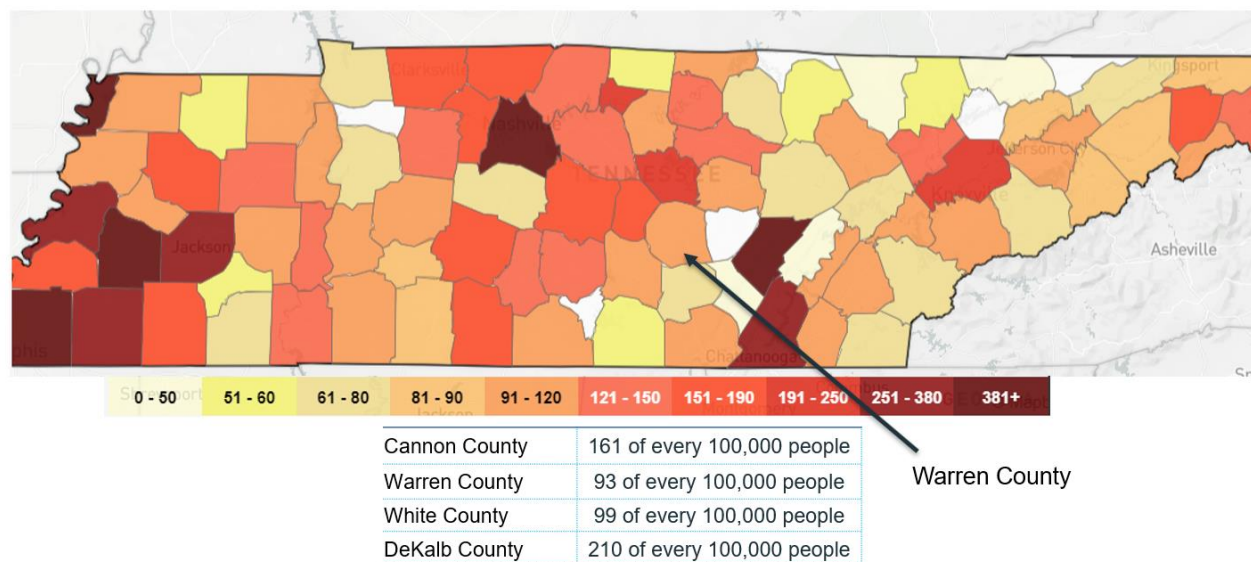 Clarksville
Kingsport
Nashville
Jefferson City
TENNESSEE
Knoxville
Jackson
Asheville
phis
Chattanooga
0 - 50 51 - 60 61 - 80 81 - 90 91 - 120 121 - 150 151 - 190 191 - 250 251 - 380 381+
Cannon County 161 of every 100,000 people
Warren County 93 of every 100,000 people
Warren County
White County 99 of every 100,000 people
DeKalb County 210 of every 100,000 people